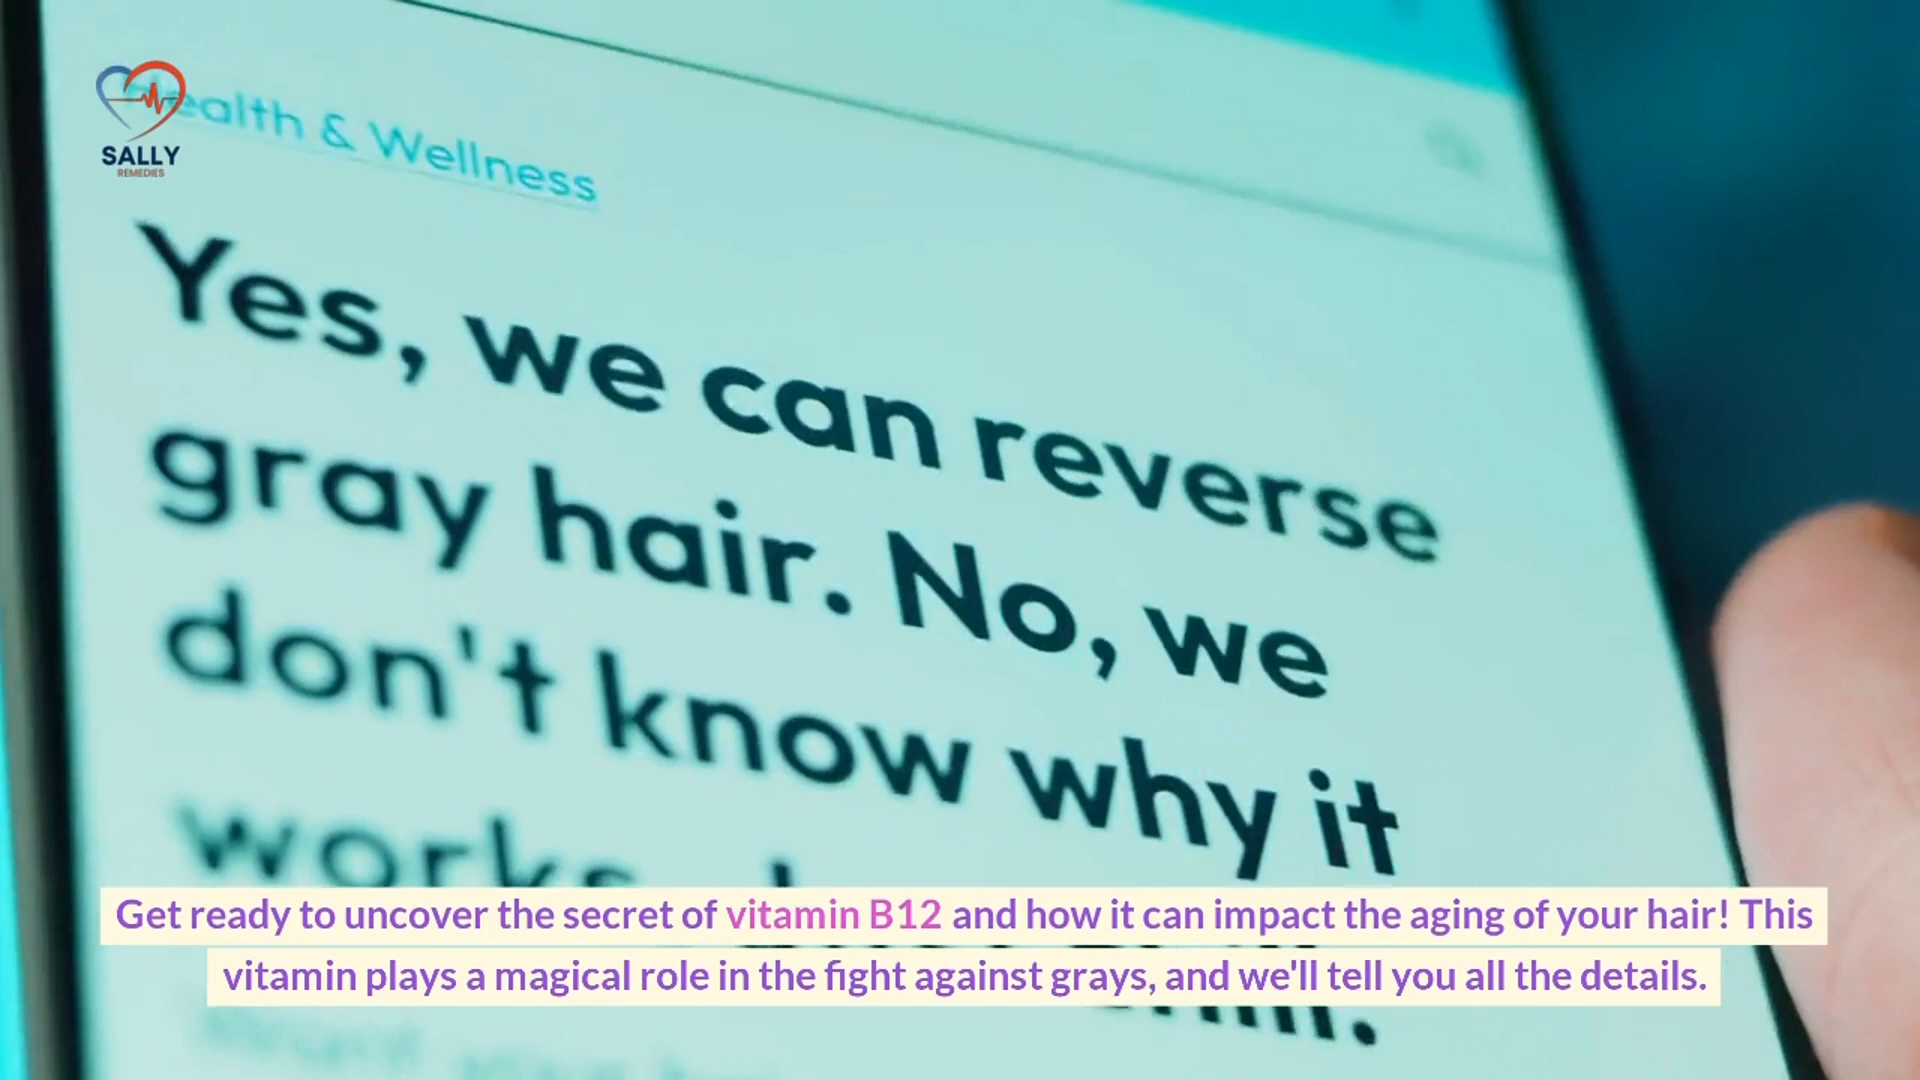 SALLY
REMEDIES
ealth & Wellness
Yes, we can reverse
gray hair. No, we
don't know why it
works
Get ready to uncover the secret of vitamin B12 and how it can impact the aging of your hair! This
vitamin plays a magical role in the fight against grays, and we'll tell you all the details.